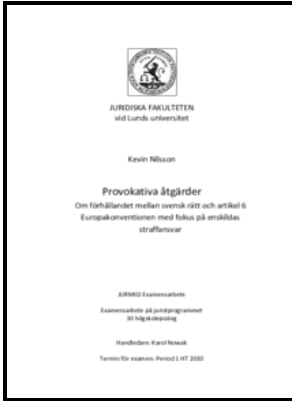 JURIDISKA FAKULTETEN
vid Lunds universitet
Kevin Nilsson
Provokativa åtgärder
Om förhållandet mellan svensk rätt och artikel 6
Europakonventionen med fokus på enskildas
straffansvar
JURM02 Examensarbete
Examensarbete på juristprogrammet
30 högskolepoäng
Handledare: Karol Nowak
Termin för examen: Period 1 HT 2020